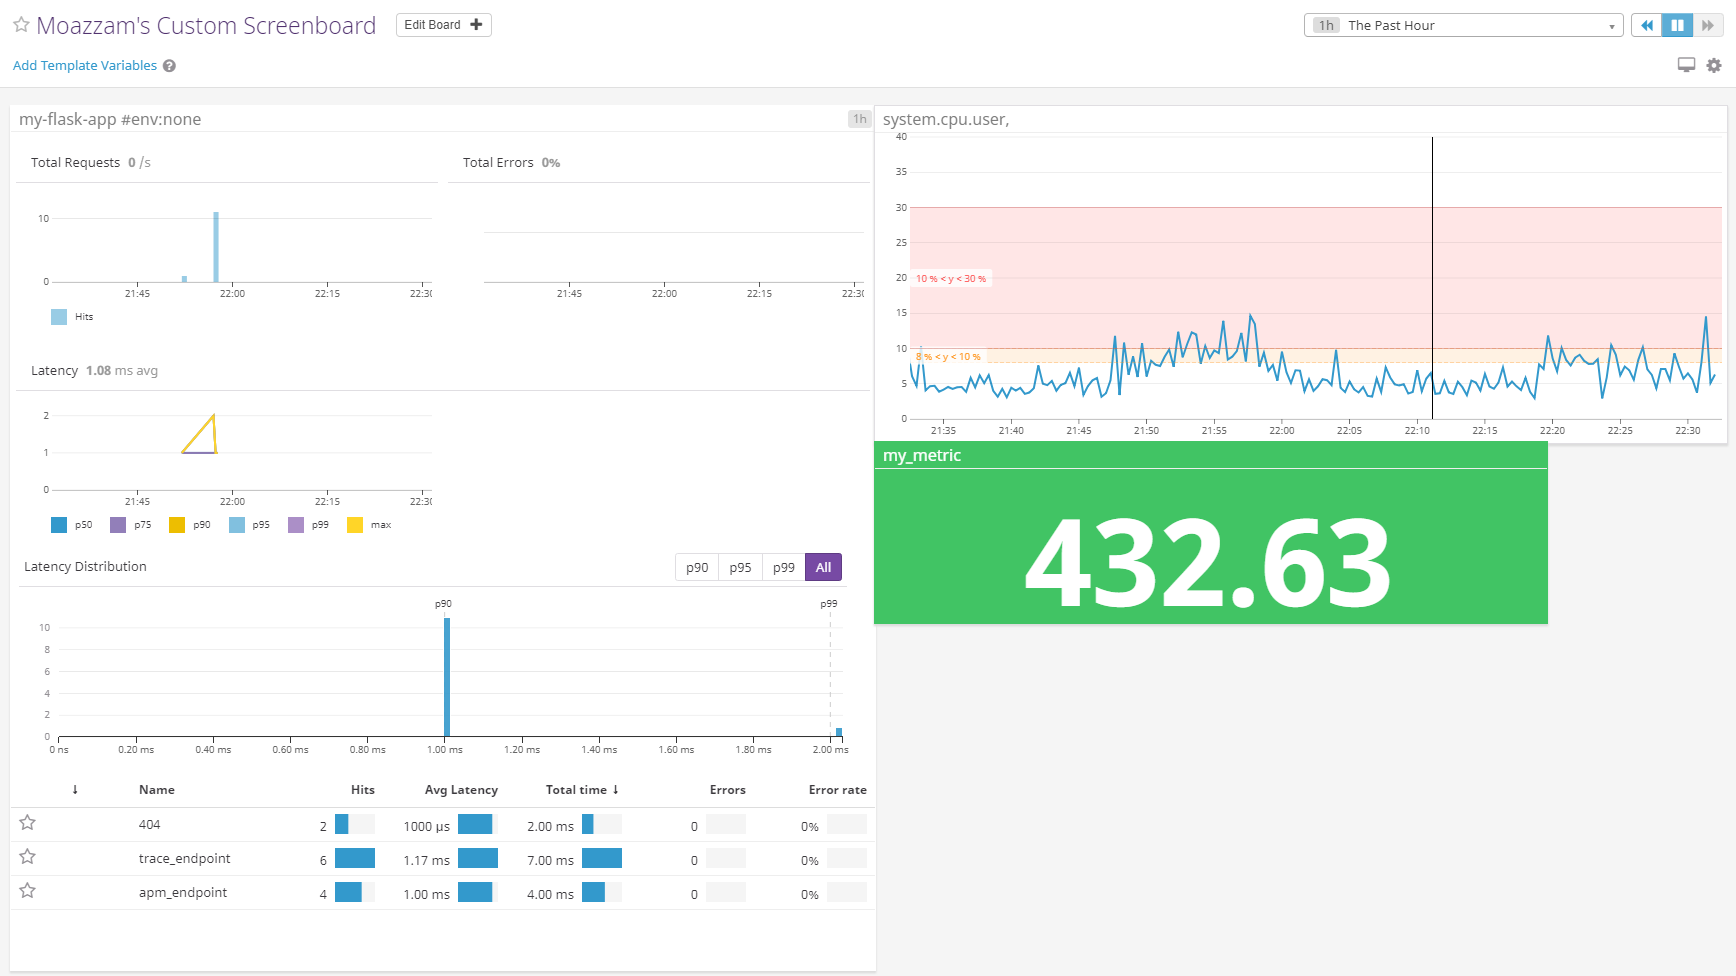 Moazzam's Custom Screenboard
Edit Board
1h The Past Hour
Add Template Variables ?
my-flask-app #env:none
1h
Total Requests 0 /s
10
0
21:45 22:00 22:15 22:30
Hits
Total Errors 0%
21:45 22:00 22:15 22:30
Latency 1.08 ms avg
2
1
0
21:45 22:00 22:15 22:30
p50 p75 p90 p95 p99 max
Latency Distribution
p90 p95 p99 All
p90 p99
10
8
6
4
2
0
0 ns 0.20 ms 0.40 ms 0.60 ms 0.80 ms 1.00 ms 1.20 ms 1.40 ms 1.60 ms 1.80 ms 2.00 ms
↓ Name Hits Avg Latency Total time ↓ Errors Error rate
404 2 1000 µs 2.00 ms 0 0%
trace_endpoint 6 1.17 ms 7.00 ms 0 0%
apm_endpoint 4 1.00 ms 4.00 ms 0 0%
system.cpu.user,
40
35
30
25
20
10 % < y < 30 %
15
10
8 % < y < 10 %
5
0
21:35 21:40 21:45 21:50 21:55 22:00 22:05 22:10 22:15 22:20 22:25 22:30
my_metric
432.63